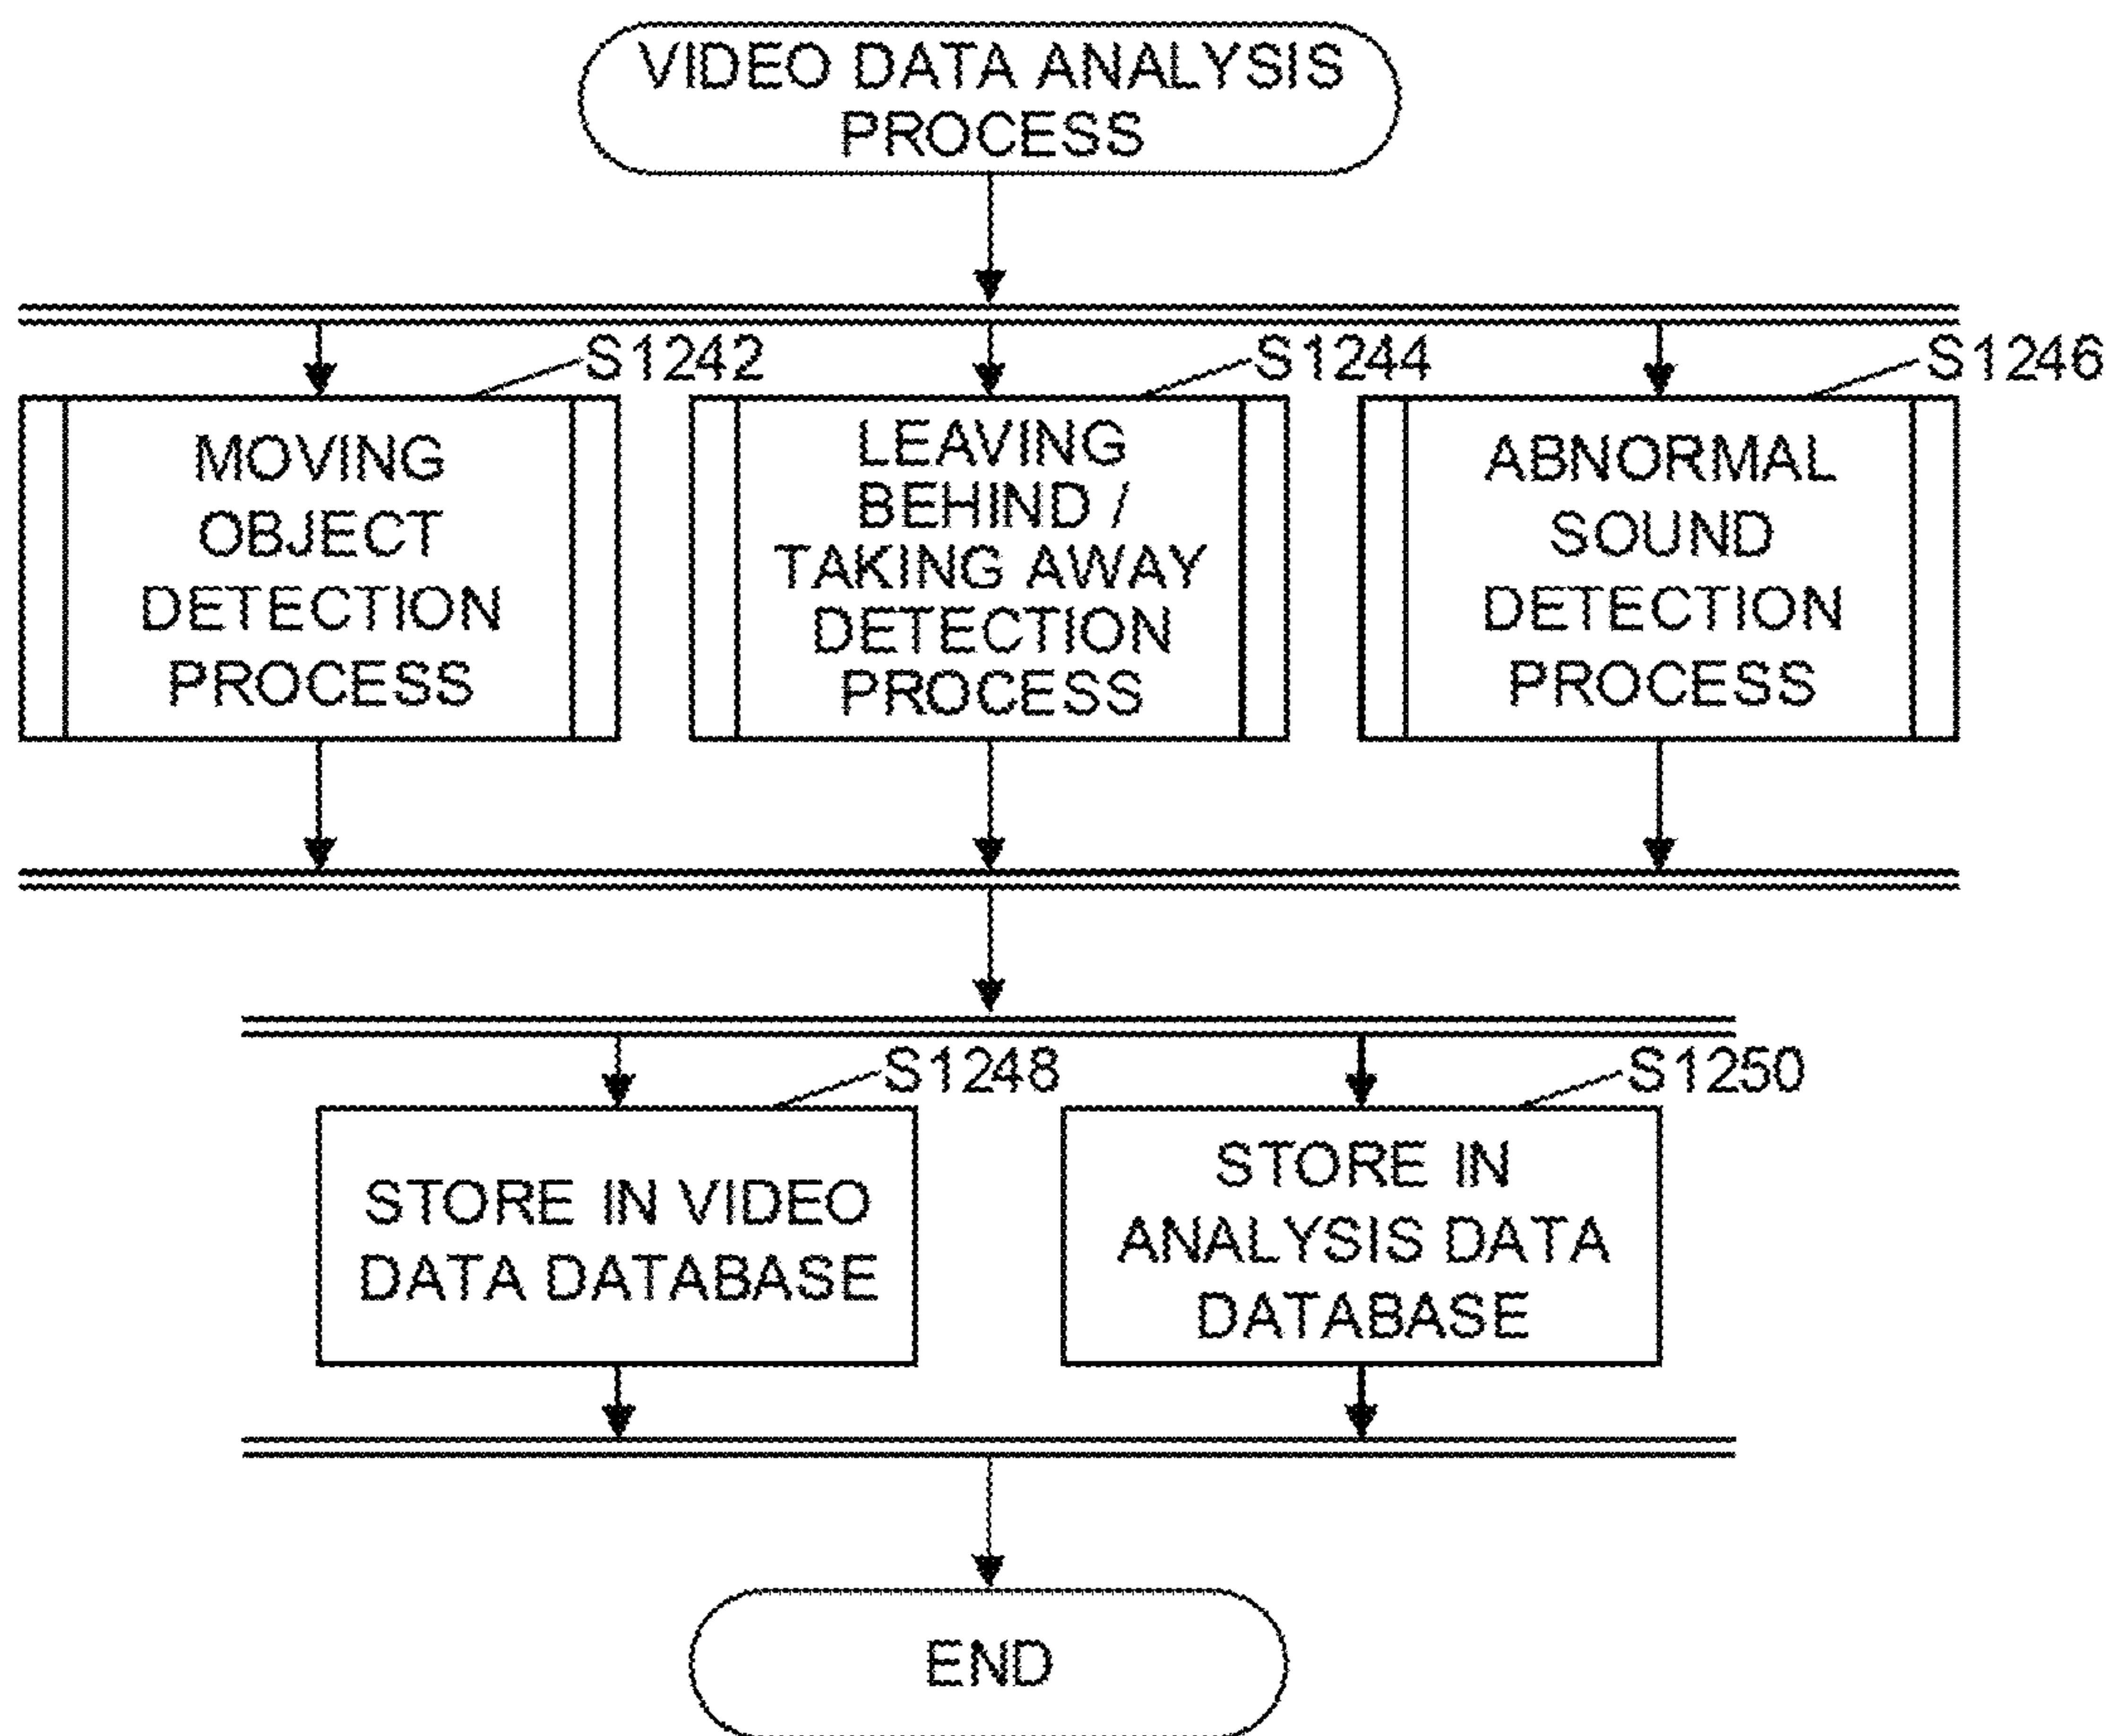 VIDEO DATA ANALYSIS
PROCESS
S1242
S1244
S1246
MOVING
OBJECT
DETECTION
PROCESS
LEAVING
BEHIND /
TAKING AWAY
DETECTION
PROCESS
ABNORMAL
SOUND
DETECTION
PROCESS
S1248
S1250
STORE IN VIDEO
DATA DATABASE
STORE IN
ANALYSIS DATA
DATABASE
END